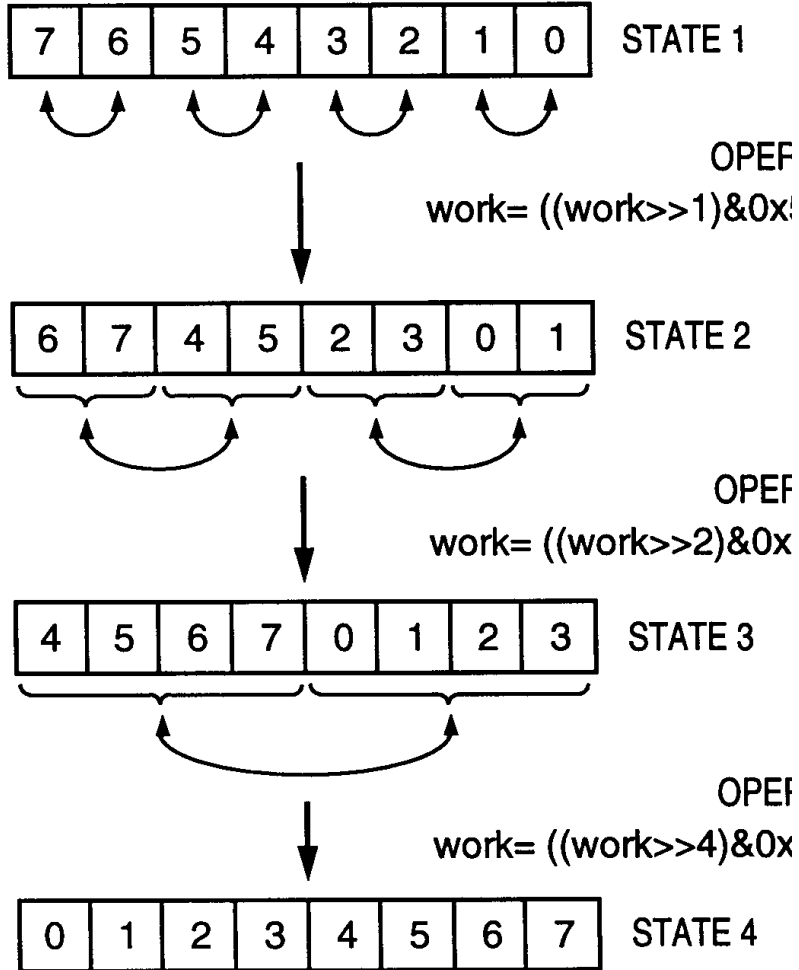 7 6 5 4 3 2 1 0 STATE 1
OPER
work= ((work>>1)&0x5
6 7 4 5 2 3 0 1 STATE 2
OPER
work= ((work>>2)&0x
4 5 6 7 0 1 2 3 STATE 3
OPER
work= ((work>>4)&0x
0 1 2 3 4 5 6 7 STATE 4